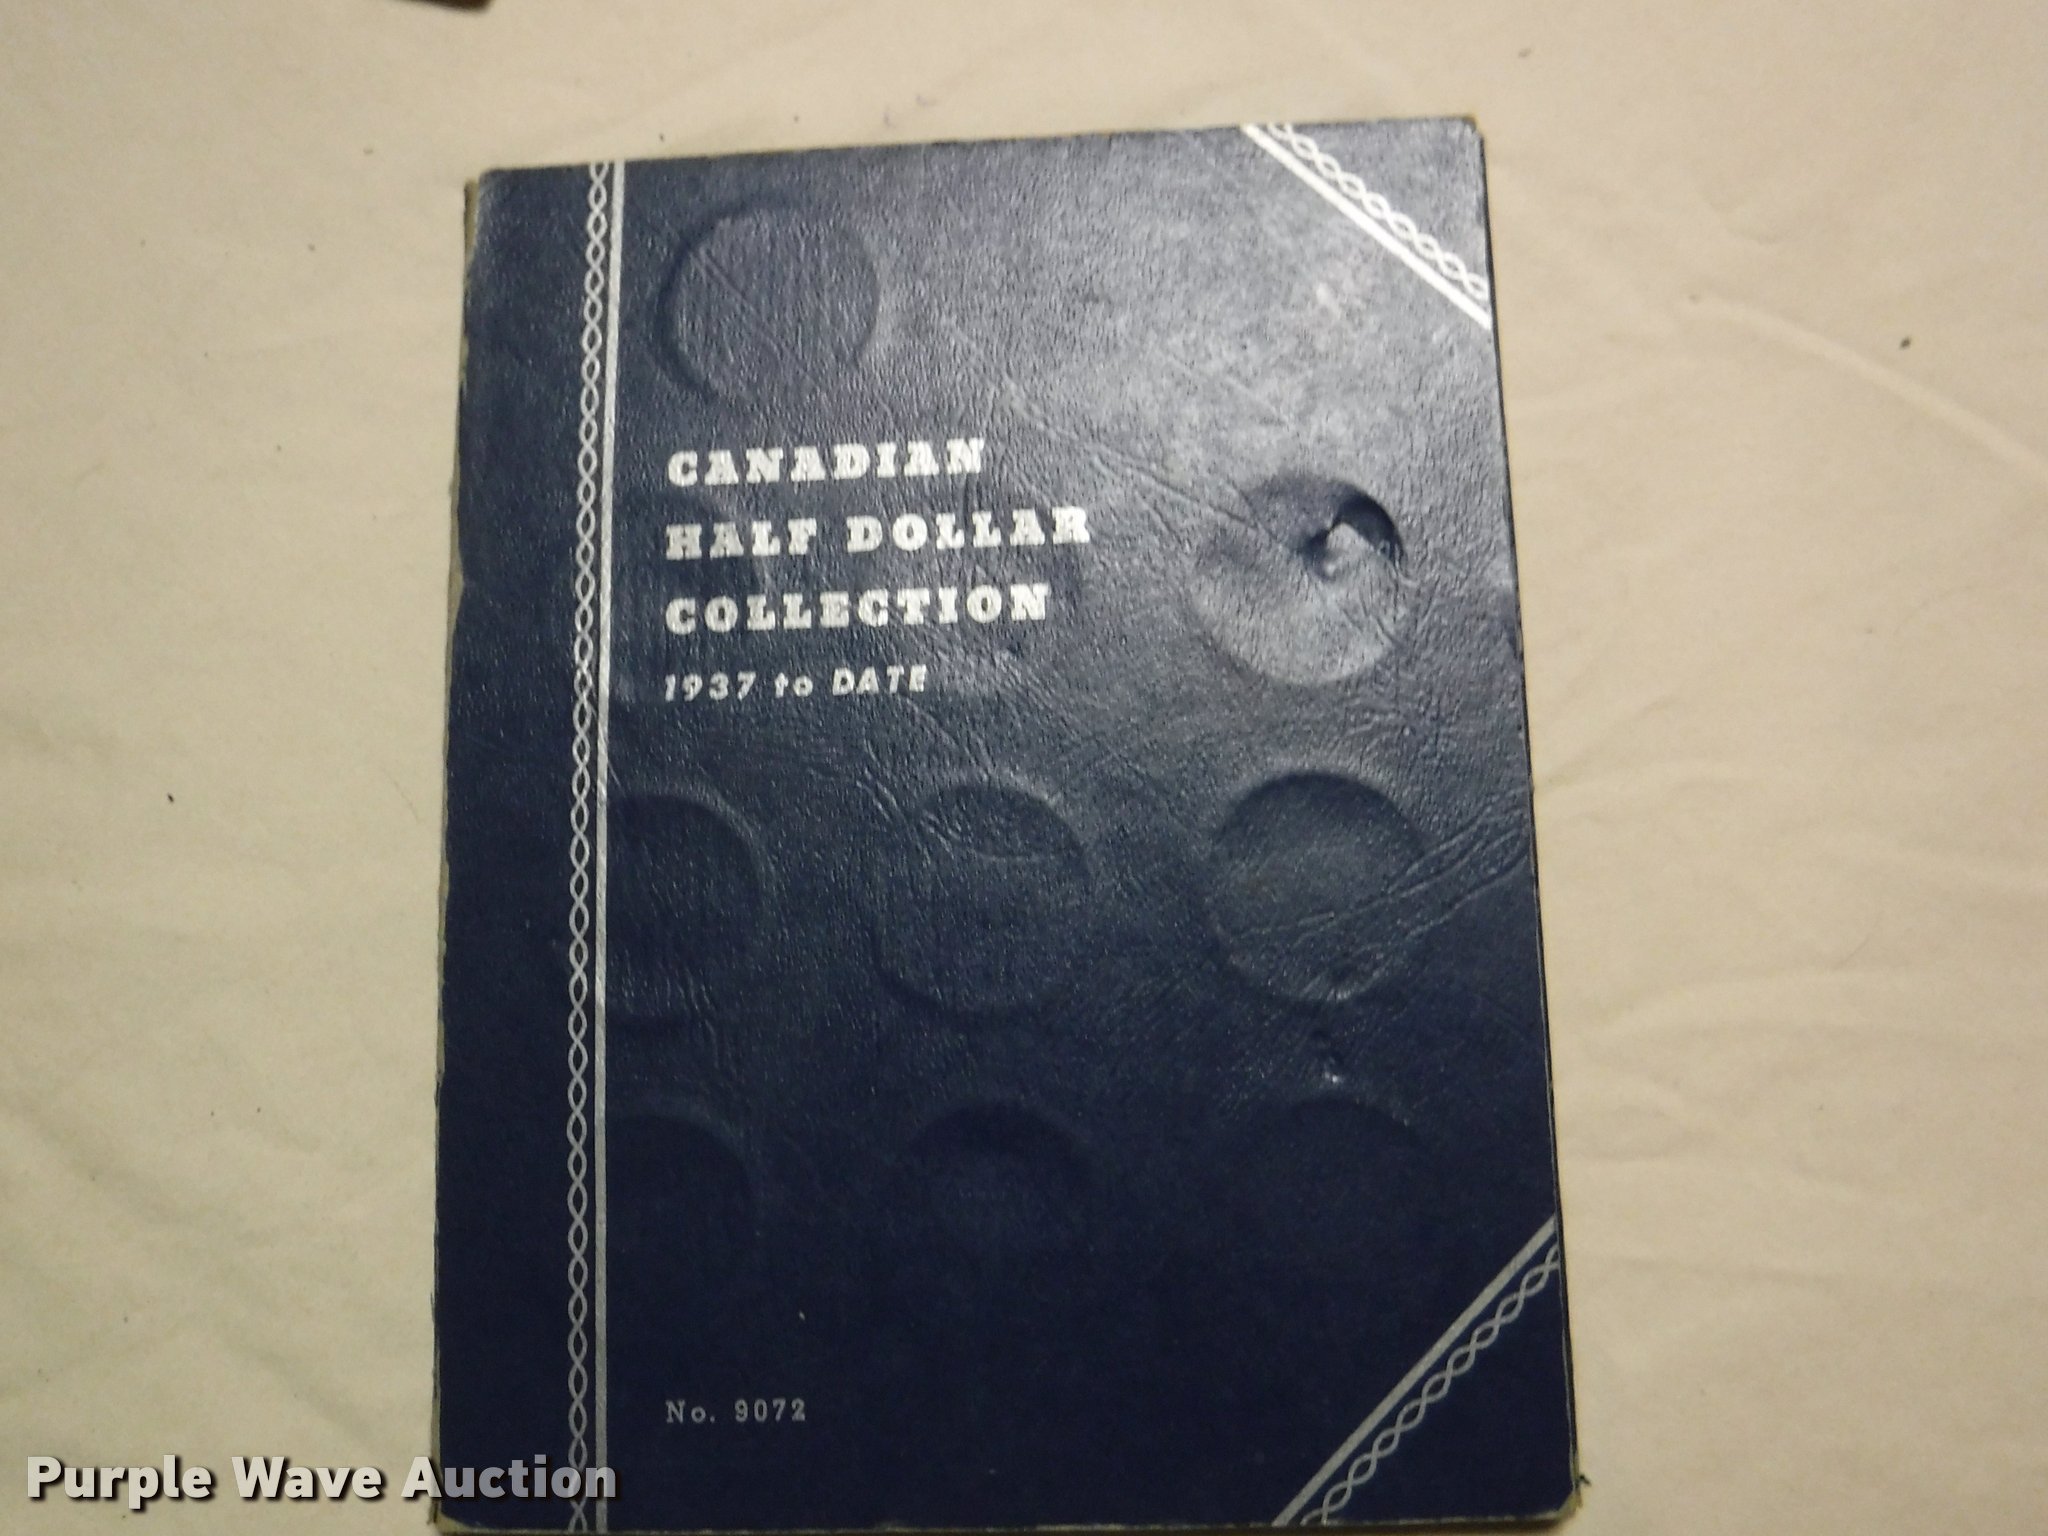 CANADIAN
HALF DOLLAR
COLLECTION
1937 to DATE
No. 9072
Purple Wave Auction